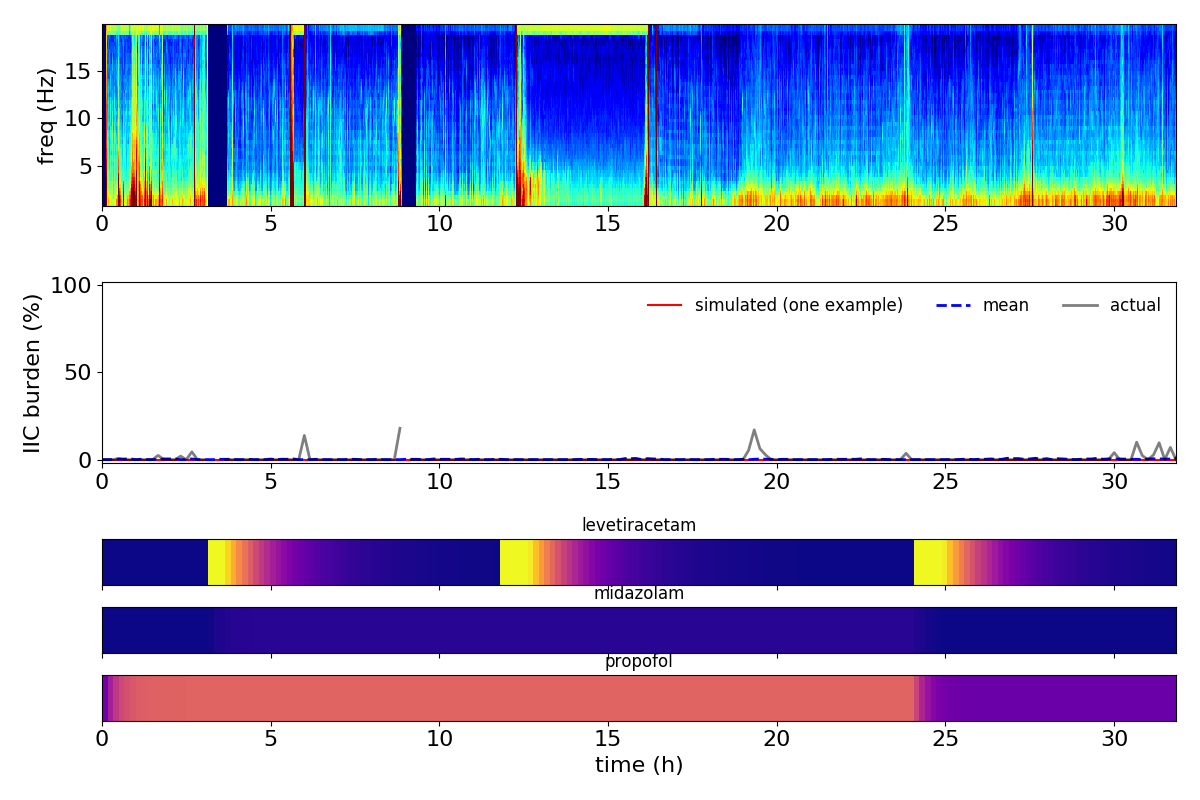 freq (Hz)
15
10
5
0 5 10 15 20 25 30
IIC burden (%)
100
50
0
simulated (one example) mean actual
0 5 10 15 20 25 30
levetiracetam
midazolam
propofol
0 5 10 15 20 25 30
time (h)